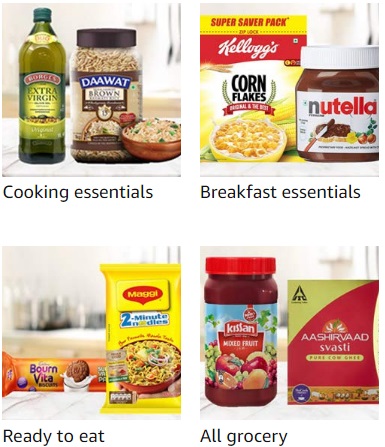 BORGES
EXTRA
VIRGIN
Original
DAAWAT
BROWN
Cooking essentials
SUPER SAVER PACK
ZIP LOCK
Kellogg's
CORN
FLAKES
ORIGINAL & THE BEST
nutella
Breakfast essentials
Bourn
Vita
BISCUITS
Maggi
2-Minute
noodles
Ready to eat
Kissan
MIXED FRUIT
JAM
ITC
AASHIRVAAD
svasti
PURE COW GHEE
All grocery